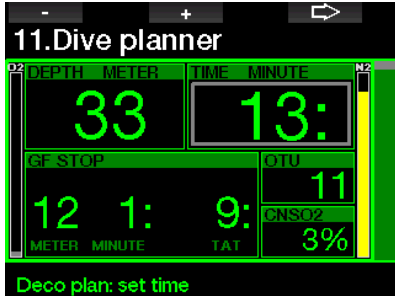 - +
11.Dive planner
O2 DEPTH METER TIME MINUTE N2
33 13:
GF STOP OTU
11
12 1: 9: CNSO2
METER MINUTE TAT 3%
Deco plan: set time